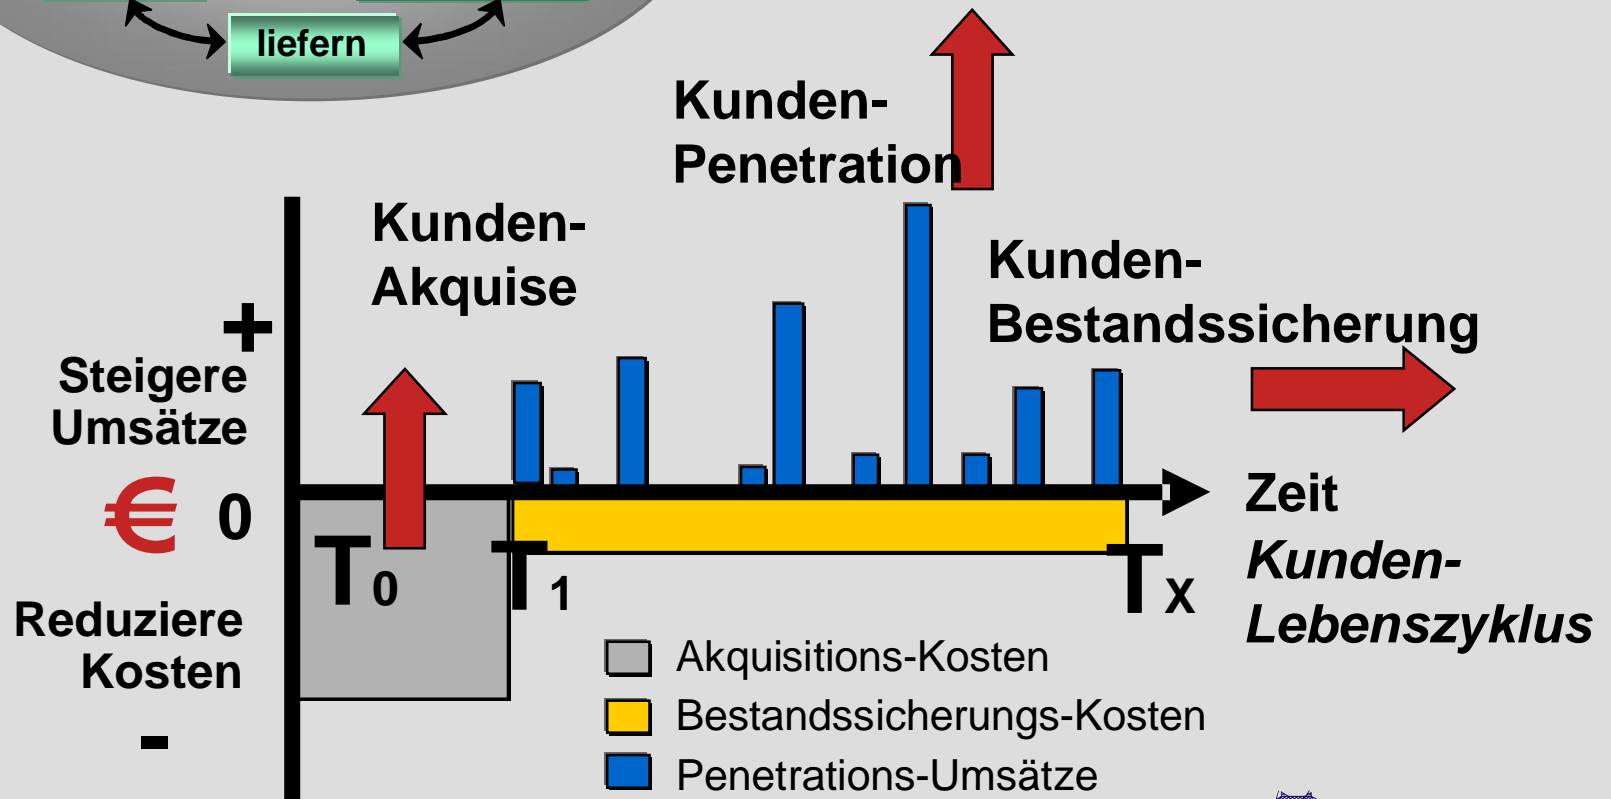 liefern
Kunden-
Penetration
Kunden-
Akquise
Kunden-
Bestandssicherung
+
Steigere
Umsätze
€ 0
Zeit
Kunden-
Lebenszyklus
T0
T1
TX
Reduziere
Kosten
-
Akquisitions-Kosten
Bestandssicherungs-Kosten
Penetrations-Umsätze